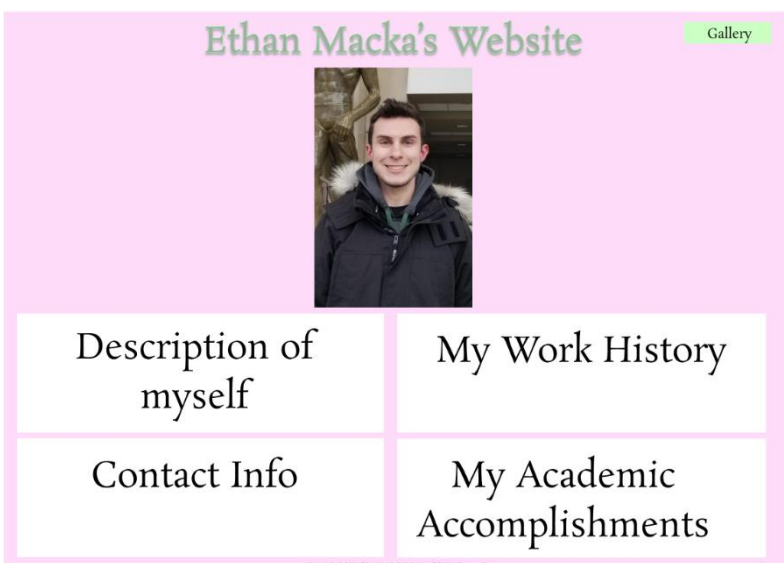 Ethan Macka's Website
Gallery
Description of
myself
My Work History
Contact Info
My Academic
Accomplishments